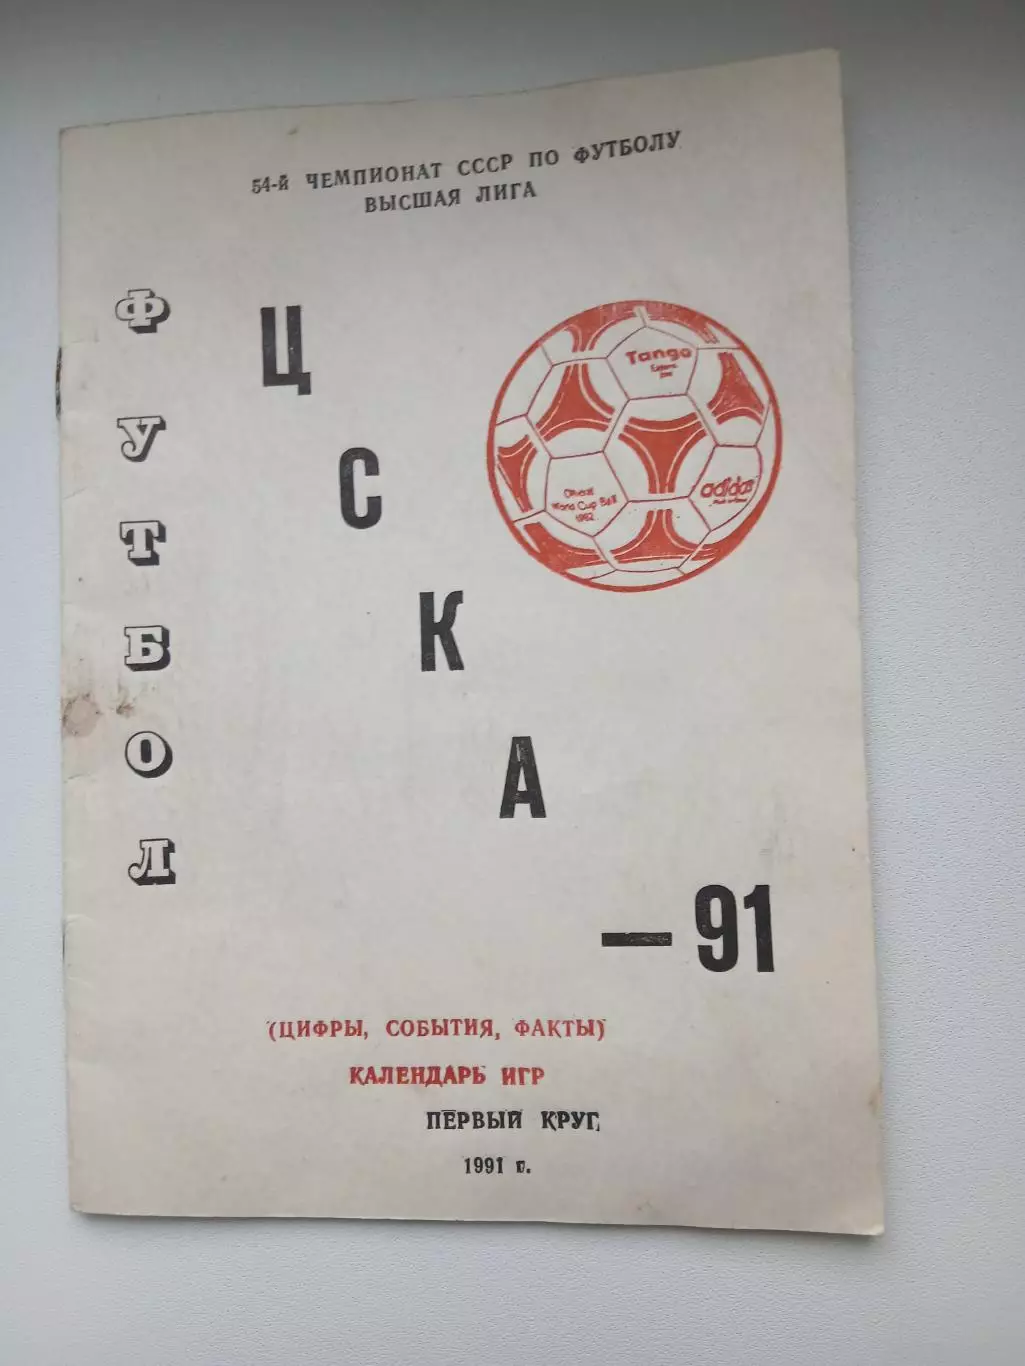 54-й ЧЕМПИОНАТ СССР ПО ФУТБОЛУ
ВЫСШАЯ ЛИГА
ФУТБОЛ
ЦСКА
—91
Tango
Official
World Cup Ball
1982
adidas
(ЦИФРЫ, СОБЫТИЯ, ФАКТЫ)
КАЛЕНДАРЬ ИГР
ПЕРВЫЙ КРУГ,
1991 г.